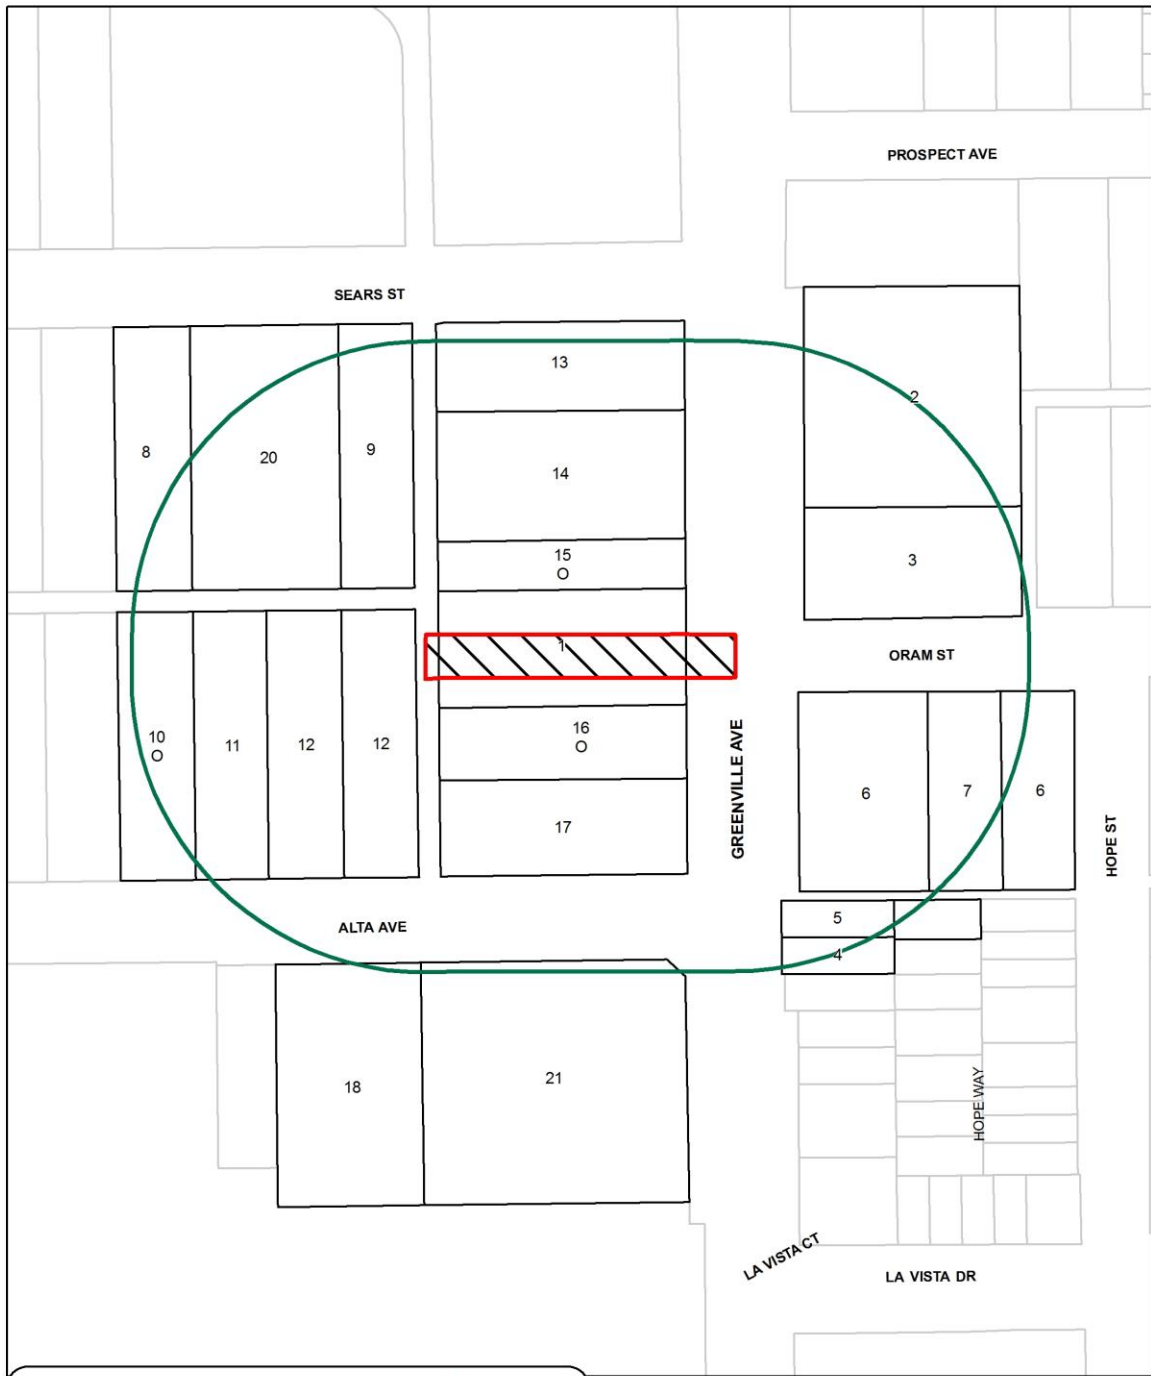 PROSPECT AVE
SEARS ST
13
2
8
20
9
14
15
O
3
1
ORAM ST
10
O
11
12
12
16
O
GREENVILLE AVE
6
7
6
17
HOPE ST
5
ALTA AVE
4
18
21
HOPE WAY
LA VISTA CT
LA VISTA DR